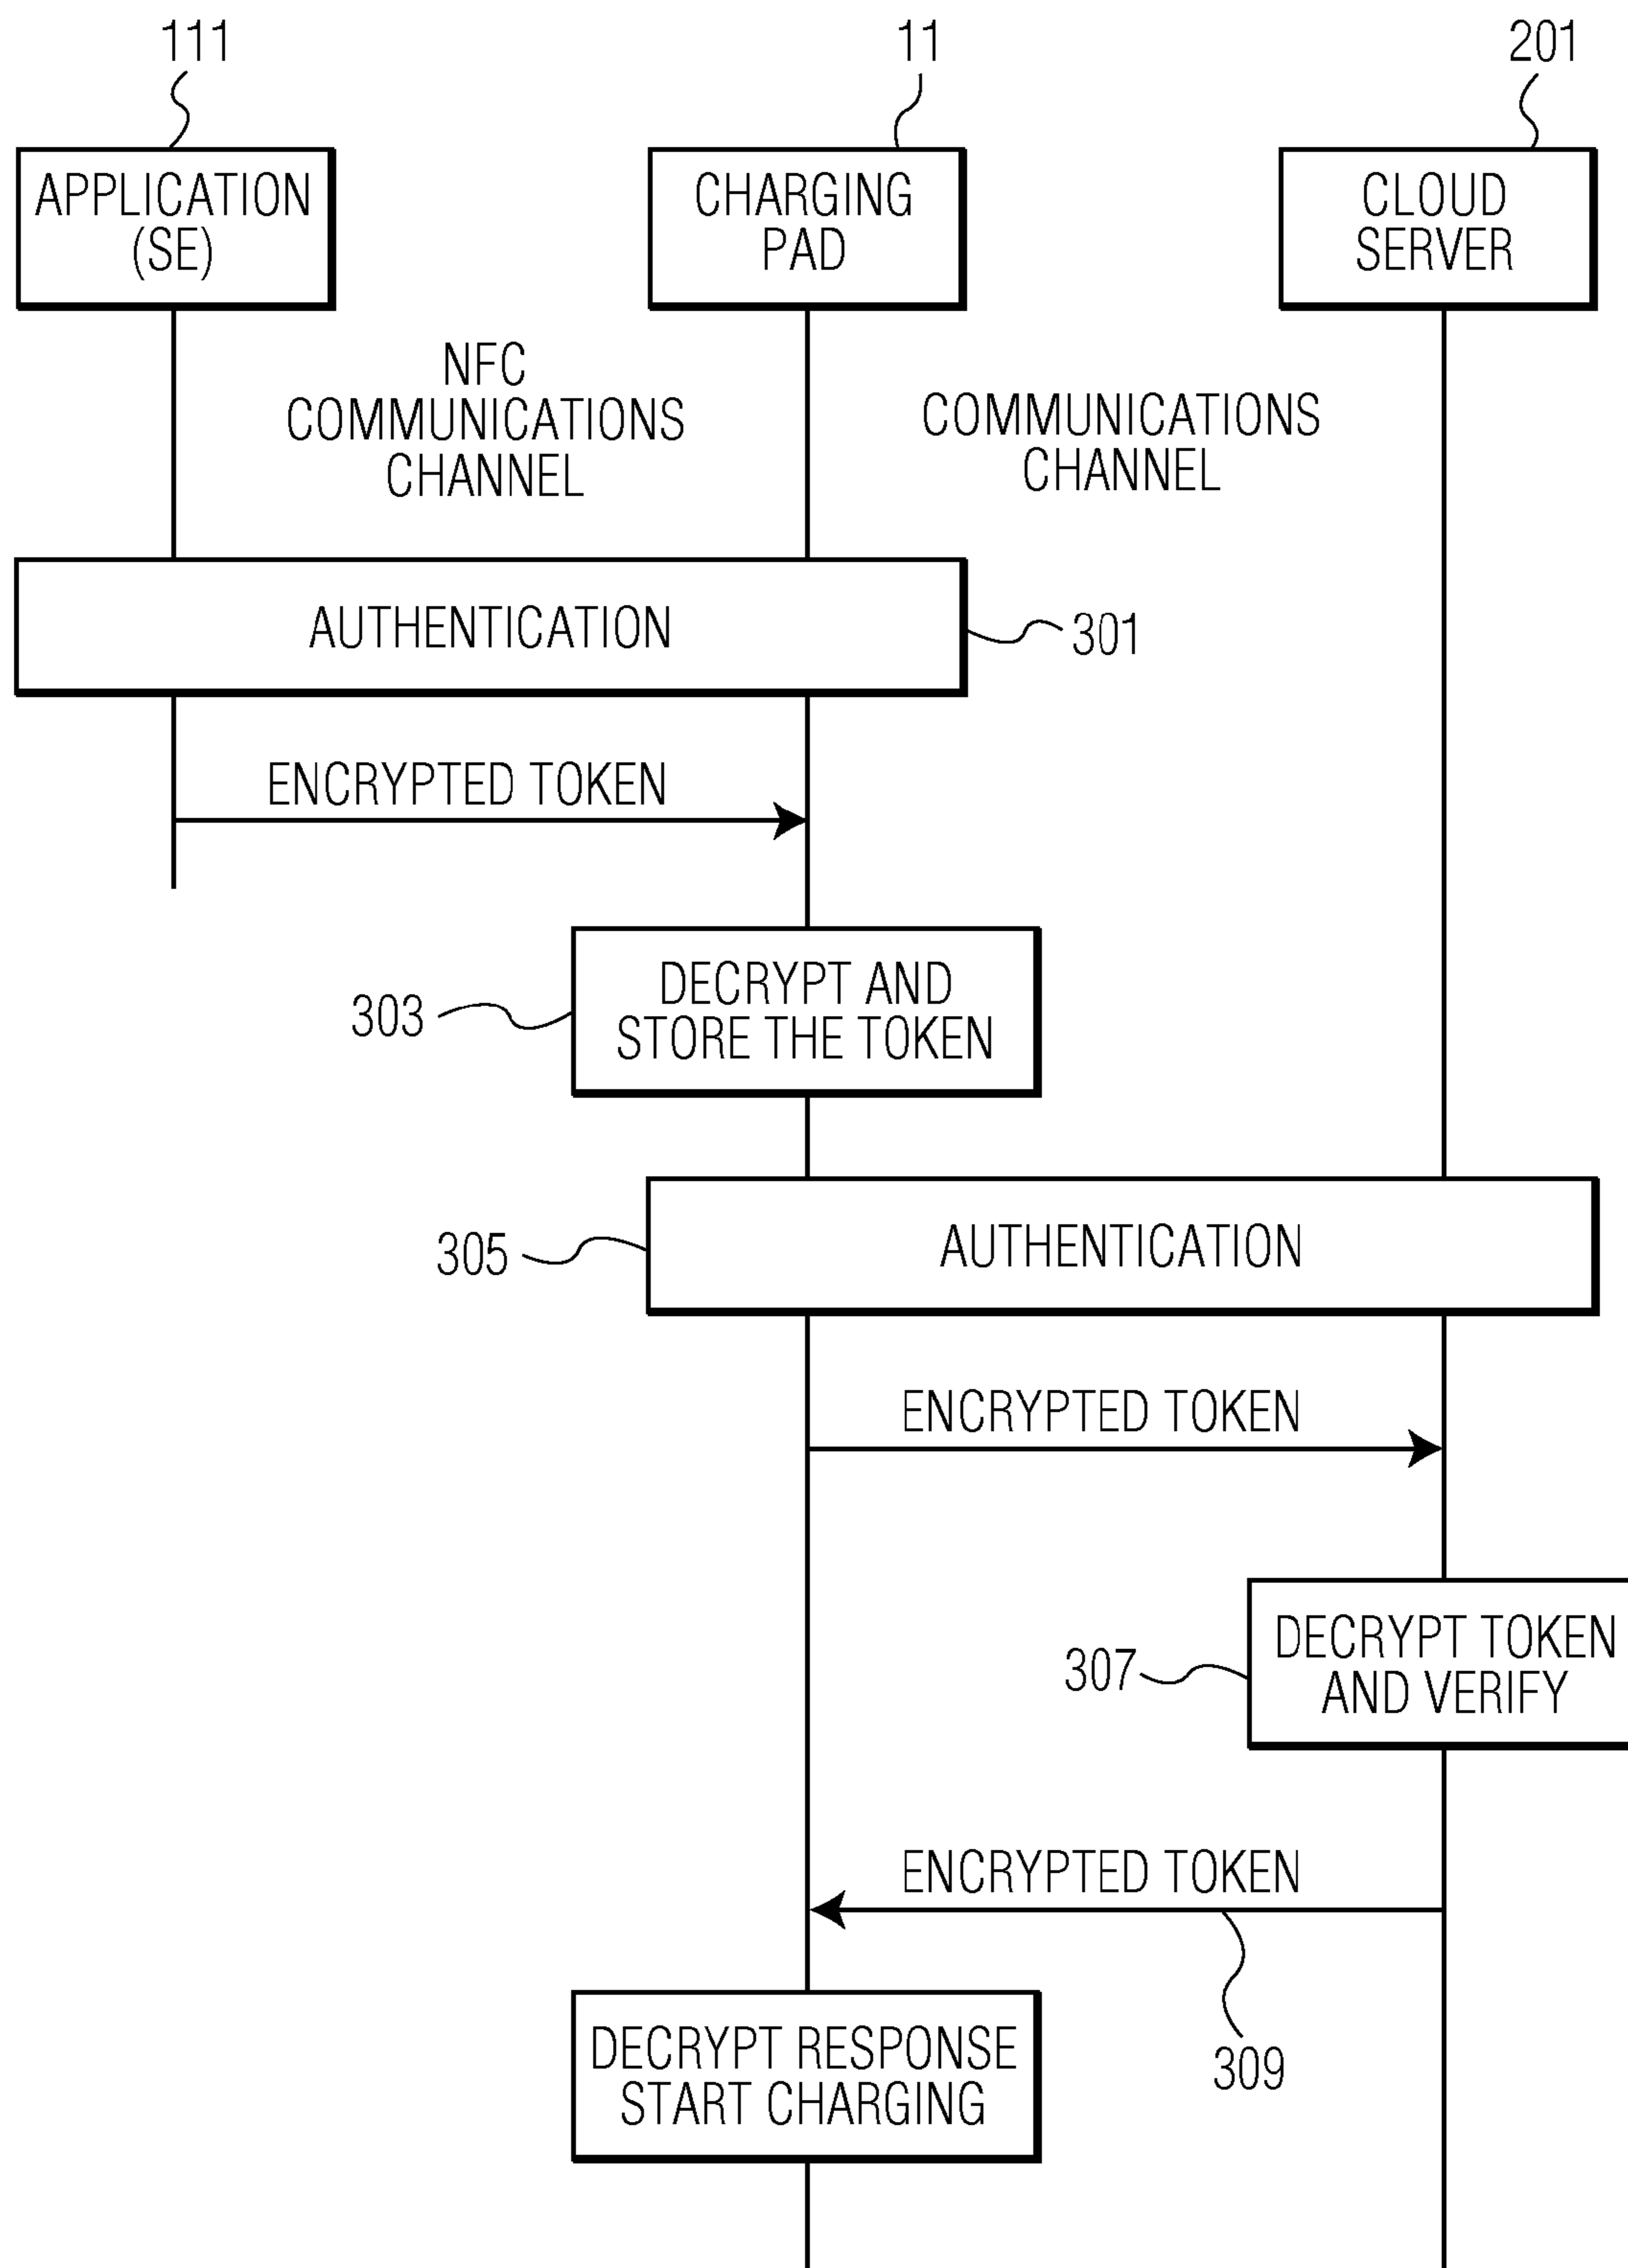 111
11
201
APPLICATION
(SE)
CHARGING
PAD
CLOUD
SERVER
NFC
COMMUNICATIONS
CHANNEL
COMMUNICATIONS
CHANNEL
AUTHENTICATION
301
ENCRYPTED TOKEN
303
DECRYPT AND
STORE THE TOKEN
305
AUTHENTICATION
ENCRYPTED TOKEN
307
DECRYPT TOKEN
AND VERIFY
ENCRYPTED TOKEN
309
DECRYPT RESPONSE
START CHARGING